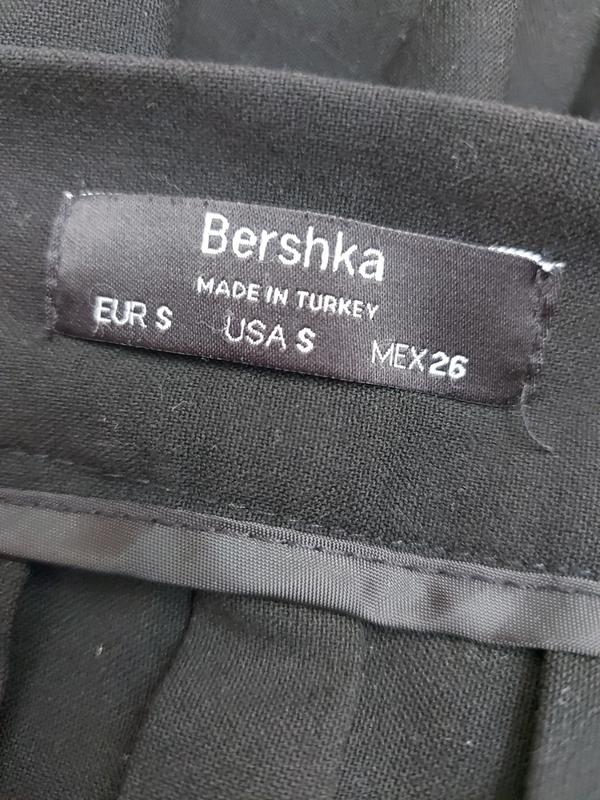 Bershka
MADE IN TURKEY
EUR S USA S MEX 26